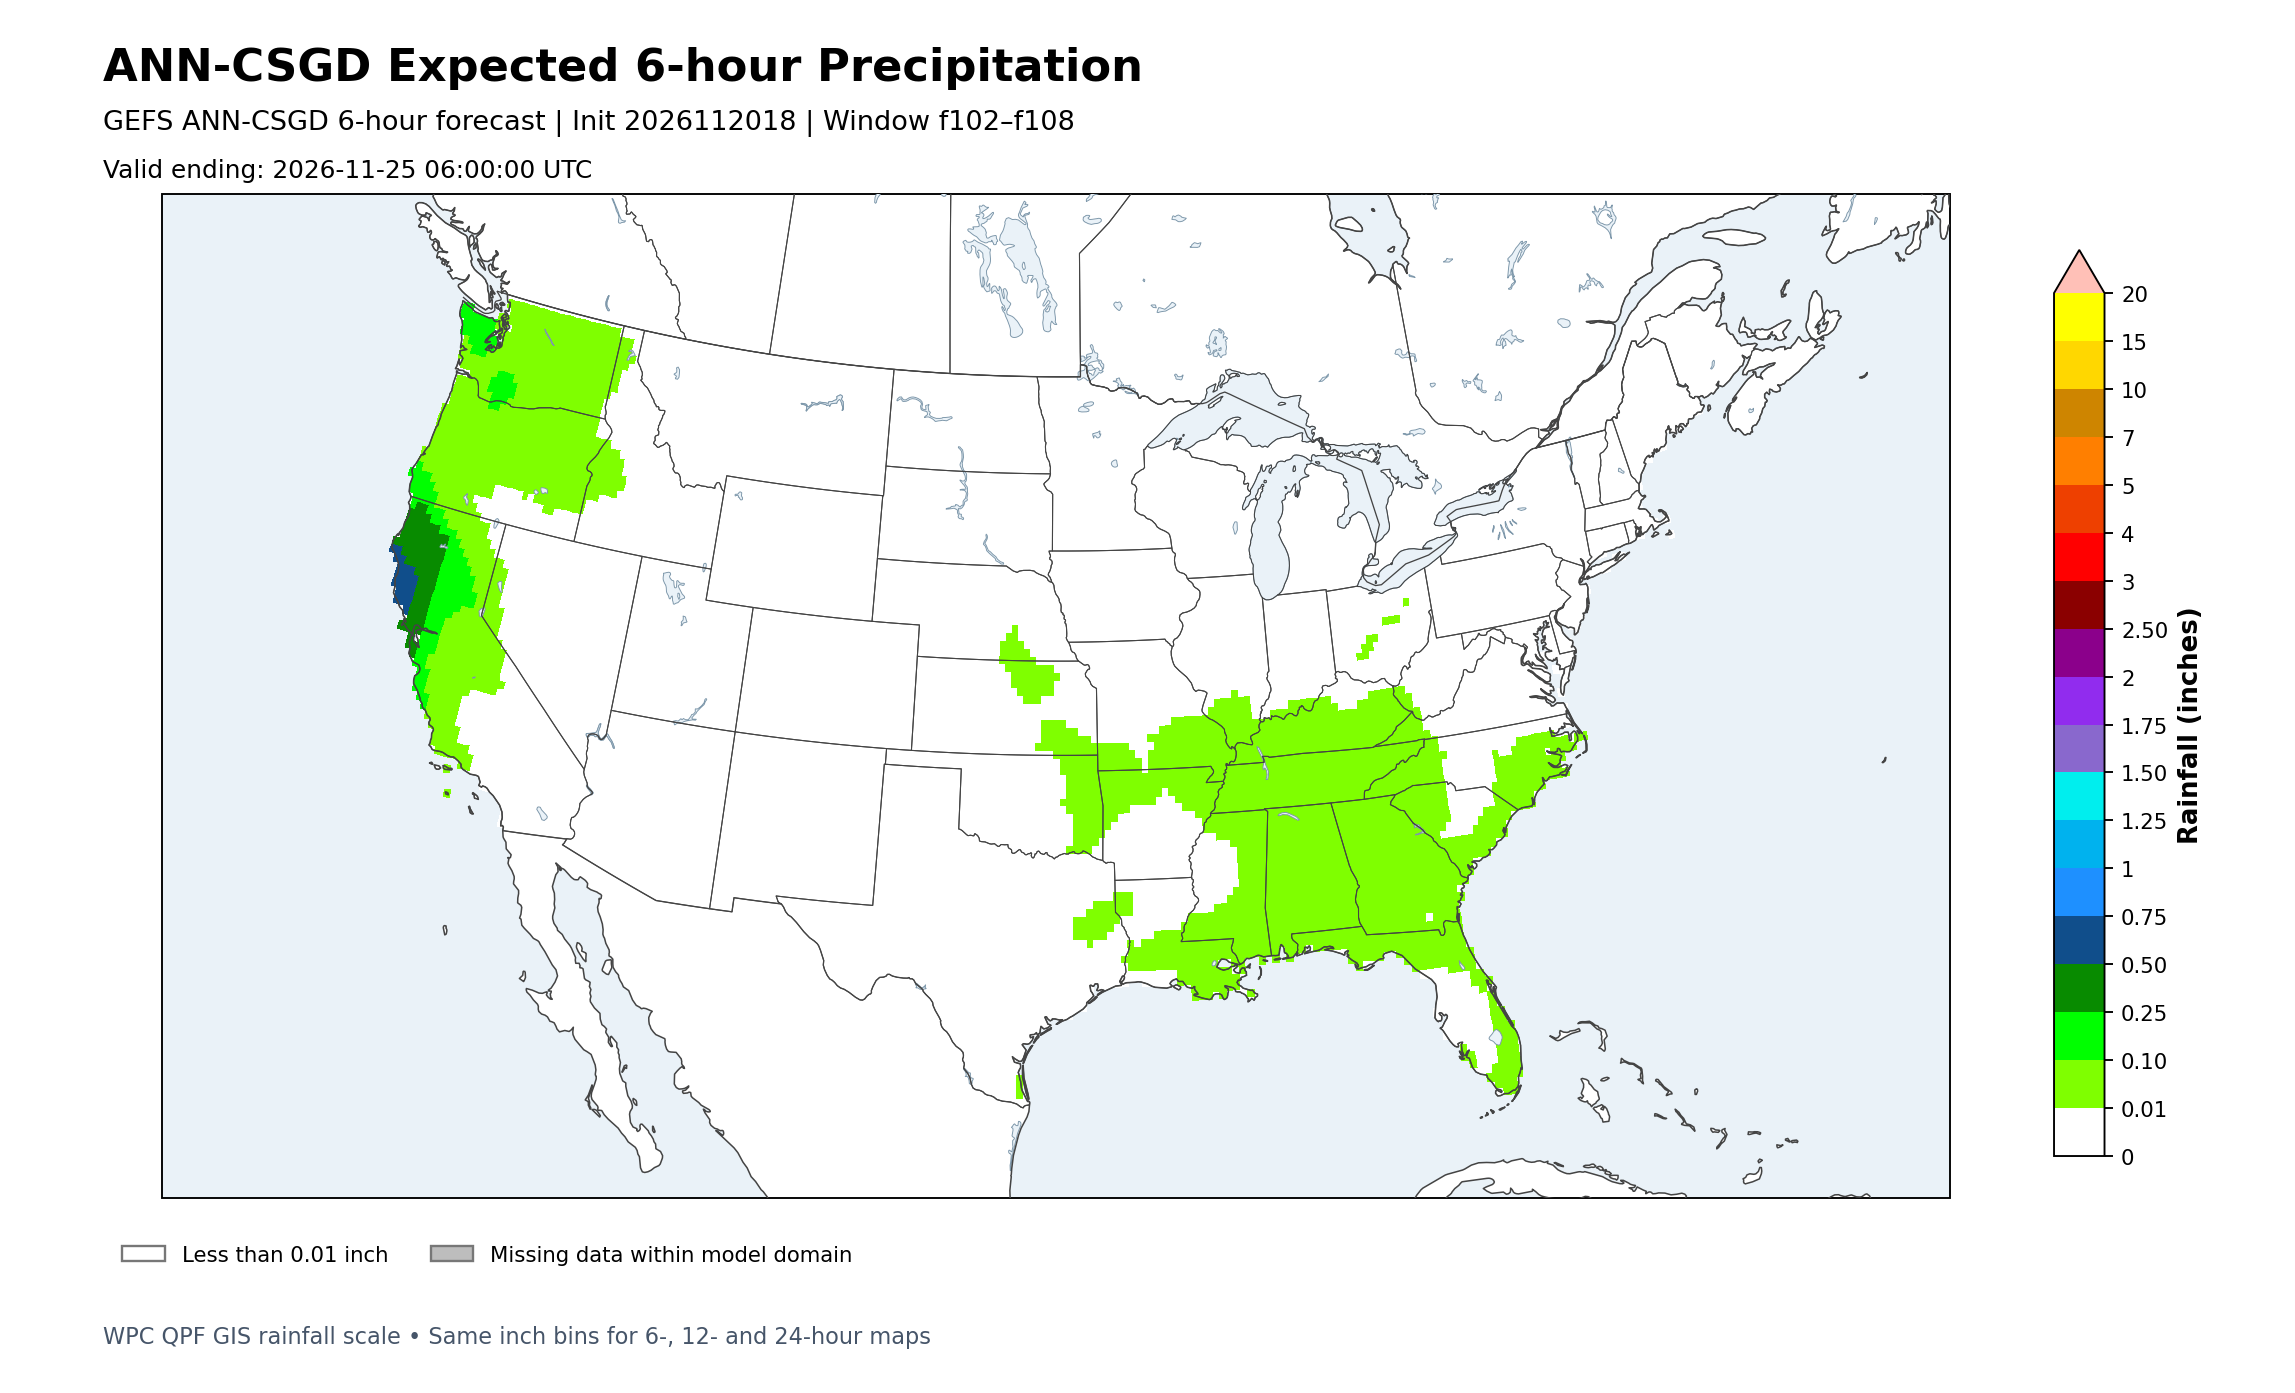 ANN-CSGD Expected 6-hour Precipitation
GEFS ANN-CSGD 6-hour forecast | Init 2026112018 | Window f102–f108
Valid ending: 2026-11-25 06:00:00 UTC
20
15
10
7
5
4
3
2.50
2
1.75
1.50
1.25
1
0.75
0.50
0.25
0.10
0.01
0
Rainfall (inches)
Less than 0.01 inch
Missing data within model domain
WPC QPF GIS rainfall scale • Same inch bins for 6-, 12- and 24-hour maps